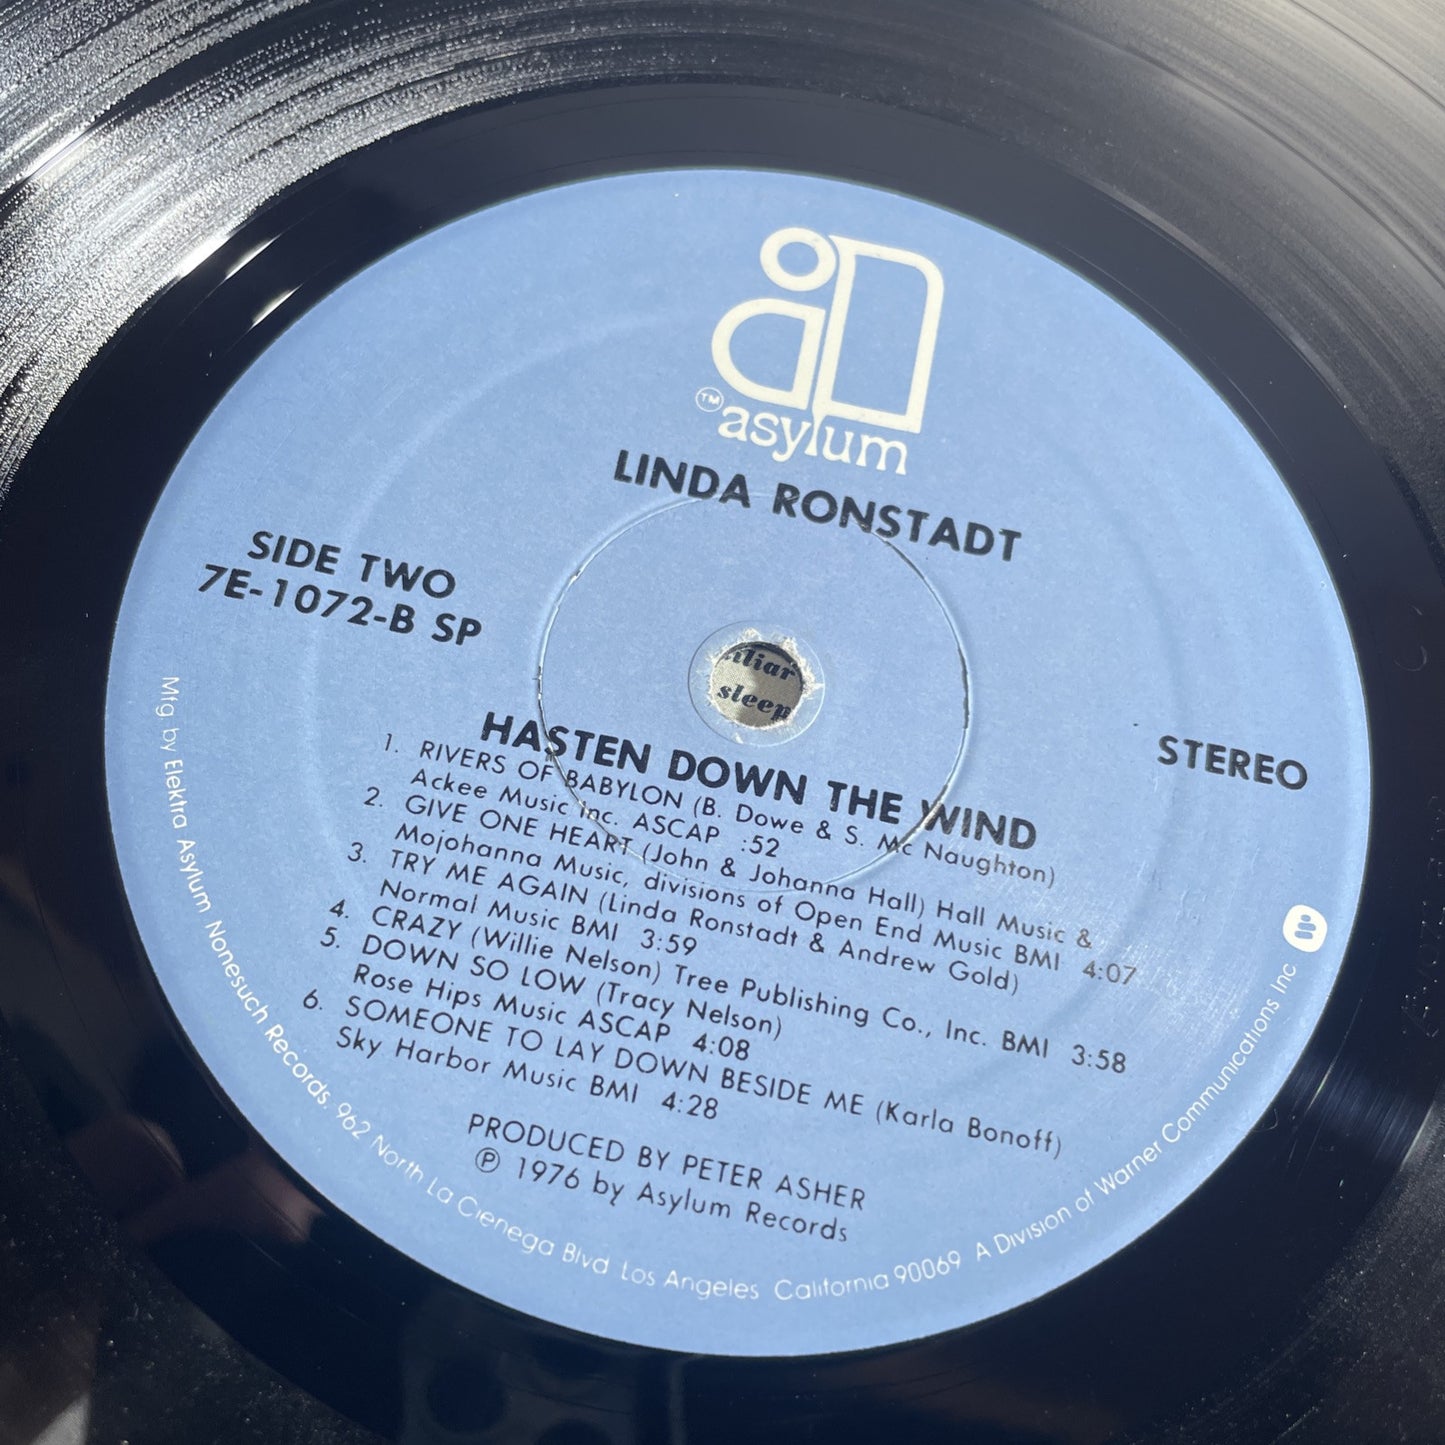 TM
asylum
LINDA RONSTADT
SIDE TWO
7E-1072-B SP
sleep
STEREO
HASTEN DOWN THE WIND
1. RIVERS OF BABYLON (B. Dowe & S. Mc Naughton)
Ackee Music Inc. ASCAP :52
2. GIVE ONE HEART (John & Johanna Hall) Hall Music &
Mojohanna Music, divisions of Open End Music BMI 4:07
3. TRY ME AGAIN (Linda Ronstadt & Andrew Gold)
Normal Music BMI 3:59
4. CRAZY (Willie Nelson) Tree Publishing Co., Inc. BMI 3:58
5. DOWN SO LOW (Tracy Nelson)
Rose Hips Music ASCAP 4:08
6. SOMEONE TO LAY DOWN BESIDE ME (Karla Bonoff)
Sky Harbor Music BMI 4:28
PRODUCED BY PETER ASHER
℗ 1976 by Asylum Records
Mfg. by Elektra Asylum Nonesuch Records, 962 North La Cienega Blvd Los Angeles California 90069 A Division of Warner Communications Inc